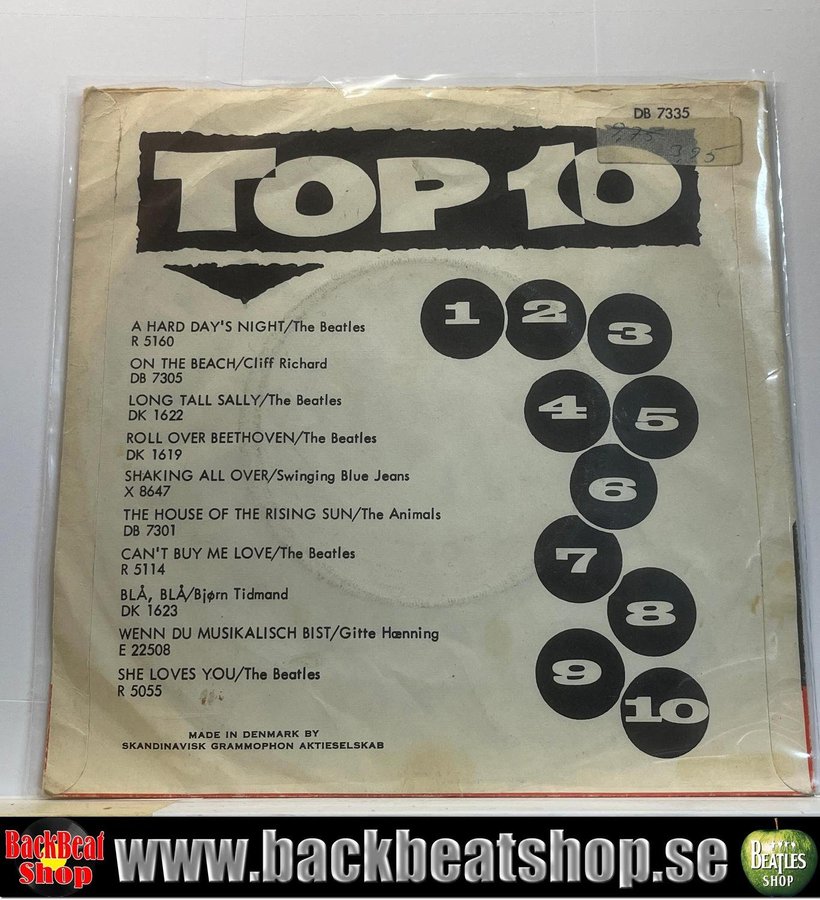 DB 7335
3,95
TOP 10
1 2 3
4 5
6
7
8
9
10
A HARD DAY'S NIGHT/The Beatles
R 5160
ON THE BEACH/Cliff Richard
DB 7305
LONG TALL SALLY/The Beatles
DK 1622
ROLL OVER BEETHOVEN/The Beatles
DK 1619
SHAKING ALL OVER/Swinging Blue Jeans
X 8647
THE HOUSE OF THE RISING SUN/The Animals
DB 7301
CAN'T BUY ME LOVE/The Beatles
R 5114
BLÅ, BLÅ/Bjørn Tidmand
DK 1623
WENN DU MUSIKALISCH BIST/Gitte Hænning
E 22508
SHE LOVES YOU/The Beatles
R 5055
MADE IN DENMARK BY
SKANDINAVISK GRAMMOPHON AKTIESELSKAB
BackBeat
Shop
www.backbeatshop.se
BEATLES
SHOP